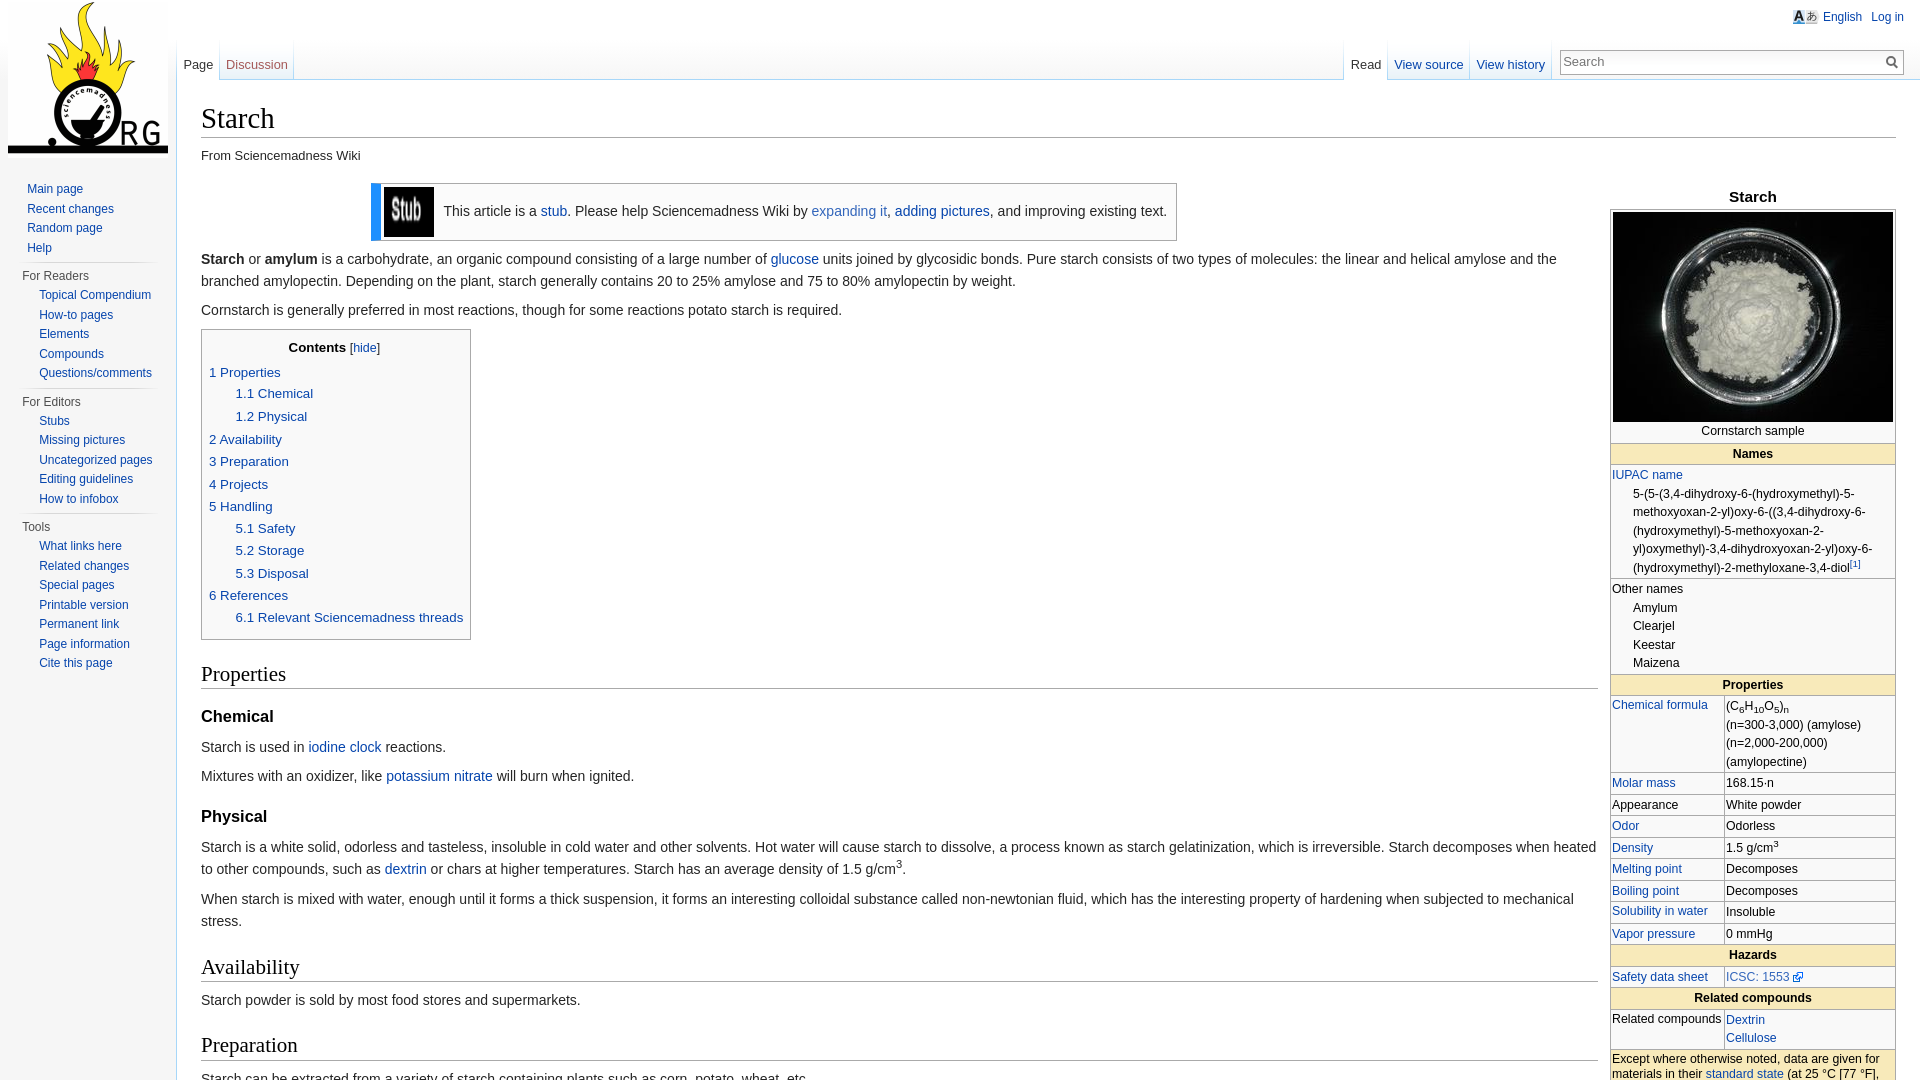 sciencemadness
RG
English Log in
Page Discussion
Read View source View history
Search
Main page
Recent changes
Random page
Help
For Readers
Topical Compendium
How-to pages
Elements
Compounds
Questions/comments
For Editors
Stubs
Missing pictures
Uncategorized pages
Editing guidelines
How to infobox
Tools
What links here
Related changes
Special pages
Printable version
Permanent link
Page information
Cite this page
Starch
From Sciencemadness Wiki
Stub
This article is a stub. Please help Sciencemadness Wiki by expanding it, adding pictures, and improving existing text.
Starch or amylum is a carbohydrate, an organic compound consisting of a large number of glucose units joined by glycosidic bonds. Pure starch consists of two types of molecules: the linear and helical amylose and the
branched amylopectin. Depending on the plant, starch generally contains 20 to 25% amylose and 75 to 80% amylopectin by weight.
Cornstarch is generally preferred in most reactions, though for some reactions potato starch is required.
Contents [hide]
1 Properties
1.1 Chemical
1.2 Physical
2 Availability
3 Preparation
4 Projects
5 Handling
5.1 Safety
5.2 Storage
5.3 Disposal
6 References
6.1 Relevant Sciencemadness threads
Properties
Chemical
Starch is used in iodine clock reactions.
Mixtures with an oxidizer, like potassium nitrate will burn when ignited.
Physical
Starch is a white solid, odorless and tasteless, insoluble in cold water and other solvents. Hot water will cause starch to dissolve, a process known as starch gelatinization, which is irreversible. Starch decomposes when heated
to other compounds, such as dextrin or chars at higher temperatures. Starch has an average density of 1.5 g/cm3.
When starch is mixed with water, enough until it forms a thick suspension, it forms an interesting colloidal substance called non-newtonian fluid, which has the interesting property of hardening when subjected to mechanical
stress.
Availability
Starch powder is sold by most food stores and supermarkets.
Preparation
Starch can be extracted from a variety of starch containing plants such as corn, potato, wheat, etc.
Starch
Cornstarch sample
Names
IUPAC name
5-(5-(3,4-dihydroxy-6-(hydroxymethyl)-5-
methoxyoxan-2-yl)oxy-6-((3,4-dihydroxy-6-
(hydroxymethyl)-5-methoxyoxan-2-
yl)oxymethyl)-3,4-dihydroxyoxan-2-yl)oxy-6-
(hydroxymethyl)-2-methyloxane-3,4-diol[1]
Other names
Amylum
Clearjel
Keestar
Maizena
Properties
Chemical formula (C6H10O5)n
(n=300-3,000) (amylose)
(n=2,000-200,000)
(amylopectine)
Molar mass 168.15·n
Appearance White powder
Odor Odorless
Density 1.5 g/cm3
Melting point Decomposes
Boiling point Decomposes
Solubility in water Insoluble
Vapor pressure 0 mmHg
Hazards
Safety data sheet ICSC: 1553
Related compounds
Related compounds Dextrin
Cellulose
Except where otherwise noted, data are given for
materials in their standard state (at 25 °C [77 °F],